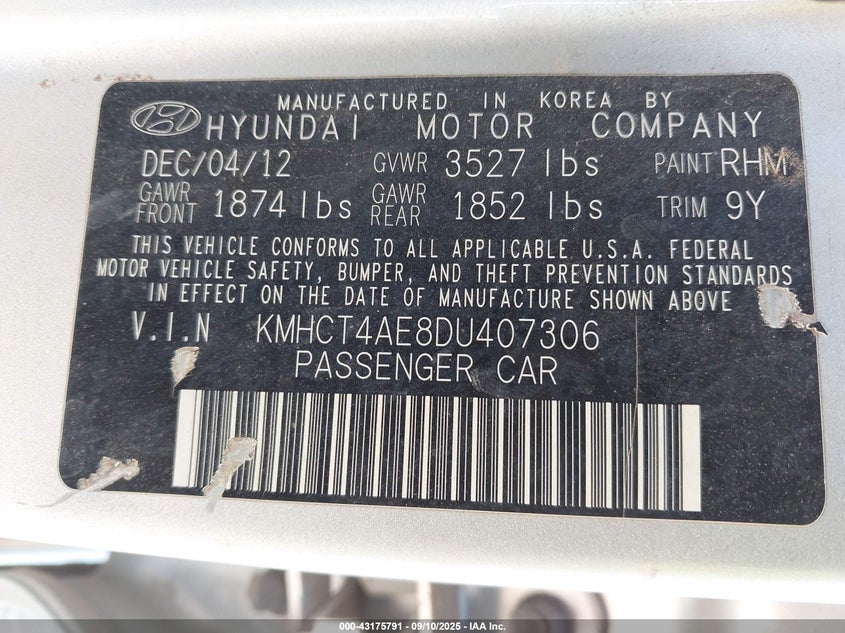 MANUFACTURED IN KOREA BY
HYUNDAI MOTOR COMPANY
DEC/04/12 GVWR 3527 lbs PAINT RHM
GAWR FRONT 1874 lbs GAWR REAR 1852 lbs TRIM 9Y
THIS VEHICLE CONFORMS TO ALL APPLICABLE U.S.A. FEDERAL
MOTOR VEHICLE SAFETY, BUMPER, AND THEFT PREVENTION STANDARDS
IN EFFECT ON THE DATE OF MANUFACTURE SHOWN ABOVE
V.I.N KMHCT4AE8DU407306
PASSENGER CAR
000-43175791 - 09/10/2025 - IAA Inc.